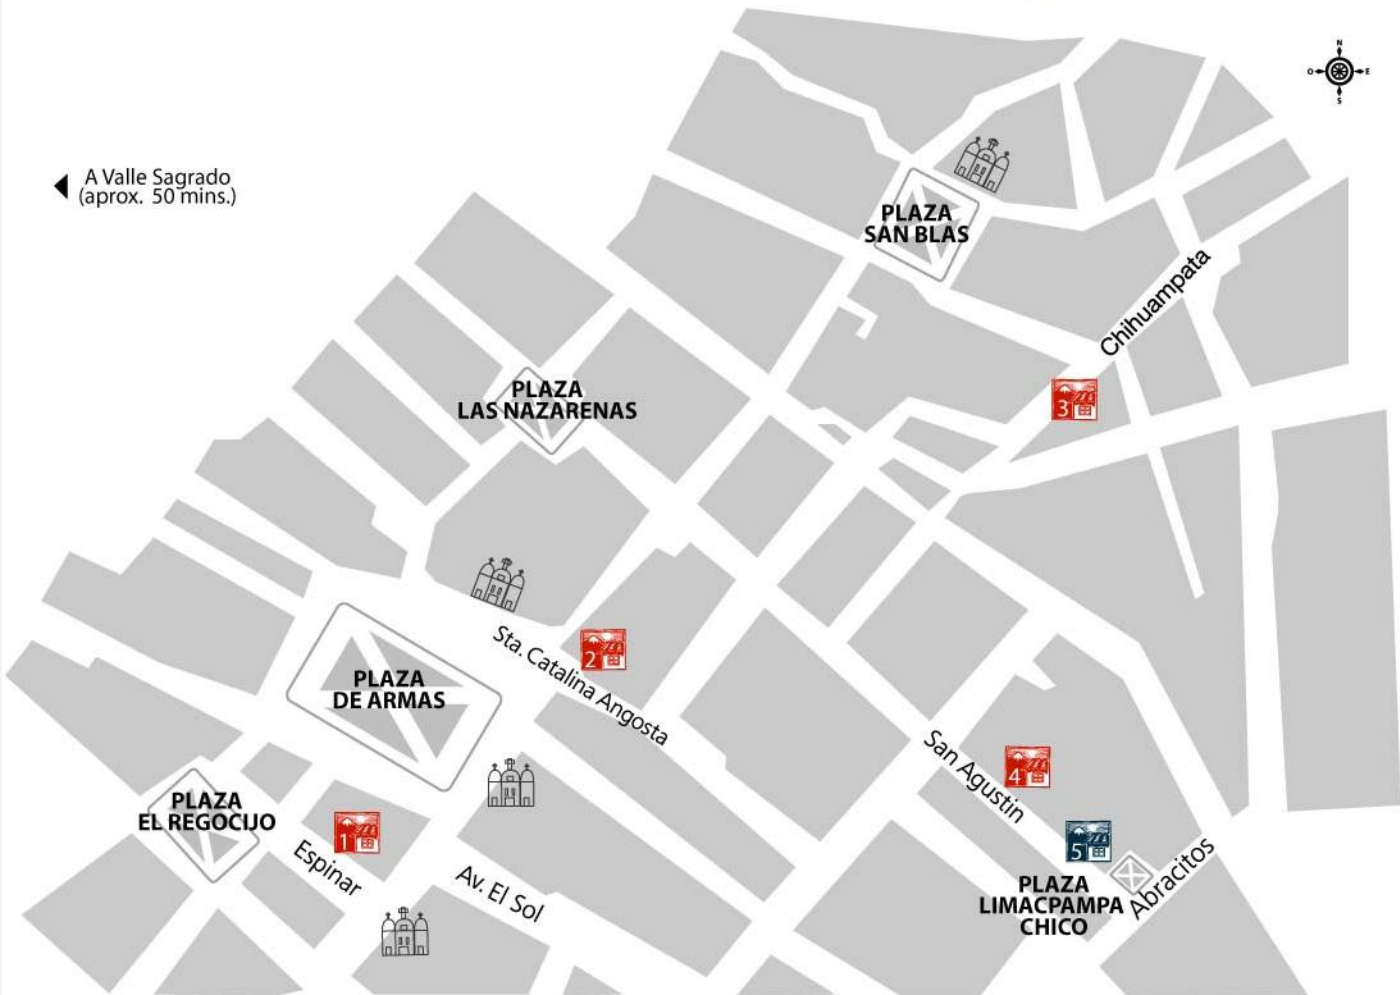 N
O
E
S
A Valle Sagrado
(aprox. 50 mins.)
PLAZA
SAN BLAS
Chihuampata
PLAZA
LAS NAZARENAS
3
Sta. Catalina Angosta
2
PLAZA
DE ARMAS
San Agustin
4
PLAZA
EL REGOCIJO
1
Espinar
Av. El Sol
5
PLAZA
LIMACPAMPA
CHICO
Abracitos